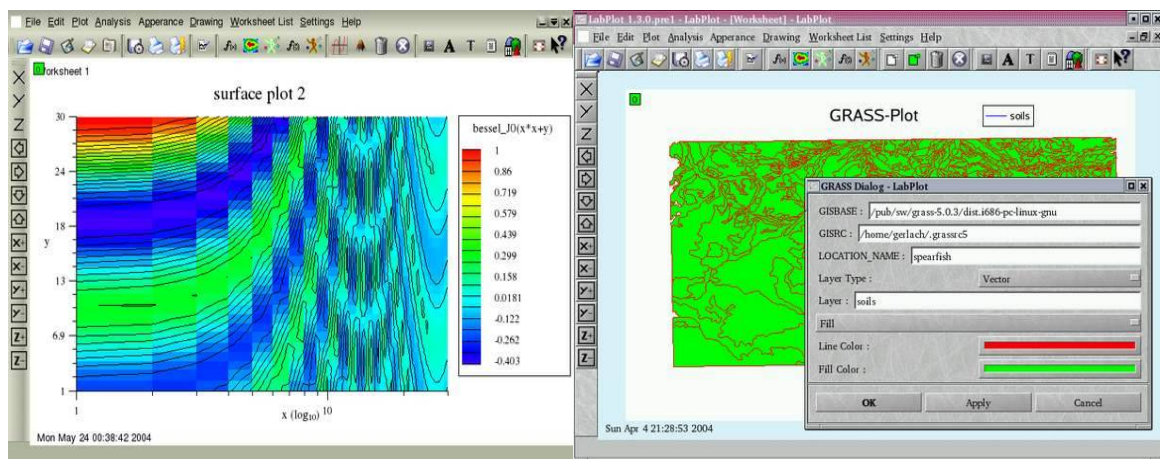 File Edit Plot Analysis Apperance Drawing Worksheet List Settings Help
f(x)
A T
X
Y
Z
X+
X-
Y+
Y-
Z+
Z-
0
Worksheet 1
surface plot 2
30
24
18
13
6.9
1
y
1
10
x (log10)
bessel_J0(x*x+y)
1
0.86
0.719
0.579
0.439
0.299
0.158
0.0181
-0.122
-0.262
-0.403
Mon May 24 00:38:42 2004
LabPlot 1.3.0.pre1 - LabPlot - [Worksheet] - LabPlot
File Edit Plot Analysis Apperance Drawing Worksheet List Settings Help
f(x)
A T
X
Y
Z
X+
X-
Y+
Y-
Z+
Z-
0
GRASS-Plot
soils
GRASS Dialog - LabPlot
GISBASE : /pub/sw/grass-5.0.3/dist.i686-pc-linux-gnu
GISRC : /home/gerlach/.grassrc5
LOCATION_NAME : spearfish
Layer Type : Vector
Layer : soils
Fill
Line Color :
Fill Color :
OK Apply Cancel
Sun Apr 4 21:28:53 2004